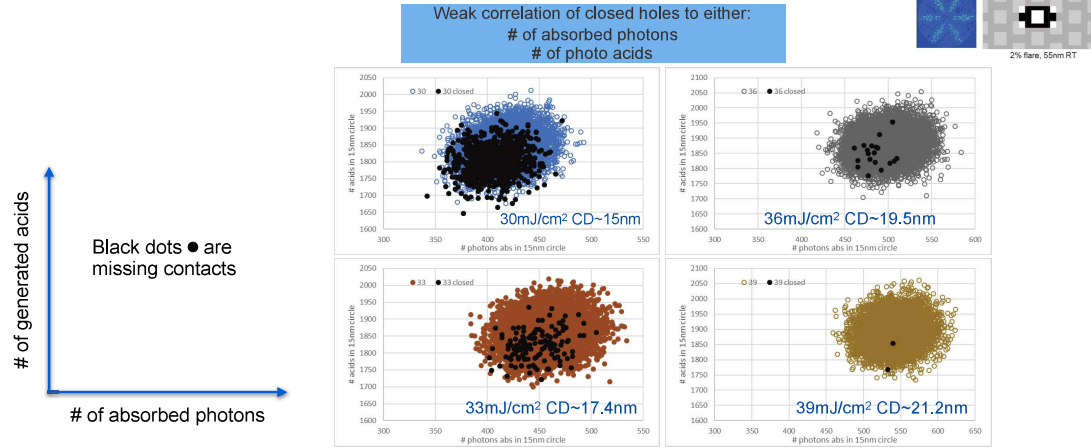 Weak correlation of closed holes to either:
# of absorbed photons
# of photo acids
2% flare, 55nm RT
# of generated acids
Black dots ● are
missing contacts
# of absorbed photons
2050
2000
1950
1900
1850
1800
1750
1700
1650
1600
# acids in 15nm circle
30 30 closed
30mJ/cm² CD~15nm
300 350 400 450 500 550
# photons abs in 15nm circle
2100
2050
2000
1950
1900
1850
1800
1750
1700
1650
1600
# acids in 15nm circle
36 36 closed
36mJ/cm² CD~19.5nm
300 350 400 450 500 550 600
# photons abs in 15nm circle
2050
2000
1950
1900
1850
1800
1750
1700
1650
1600
# acids in 15nm circle
33 33 closed
33mJ/cm² CD~17.4nm
300 350 400 450 500 550
# photons abs in 15nm circle
2100
2050
2000
1950
1900
1850
1800
1750
1700
1650
1600
# acids in 15nm circle
39 39 closed
39mJ/cm² CD~21.2nm
300 350 400 450 500 550 600 650
# photons abs in 15nm circle